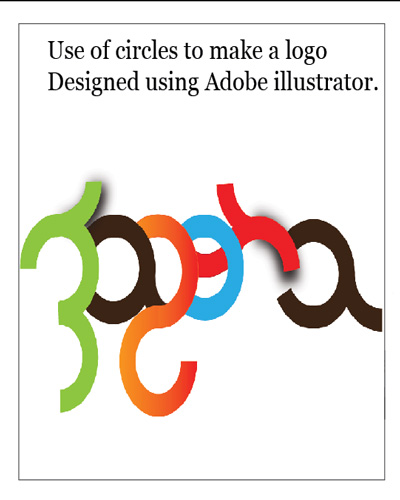 Use of circles to make a logo
Designed using Adobe illustrator.